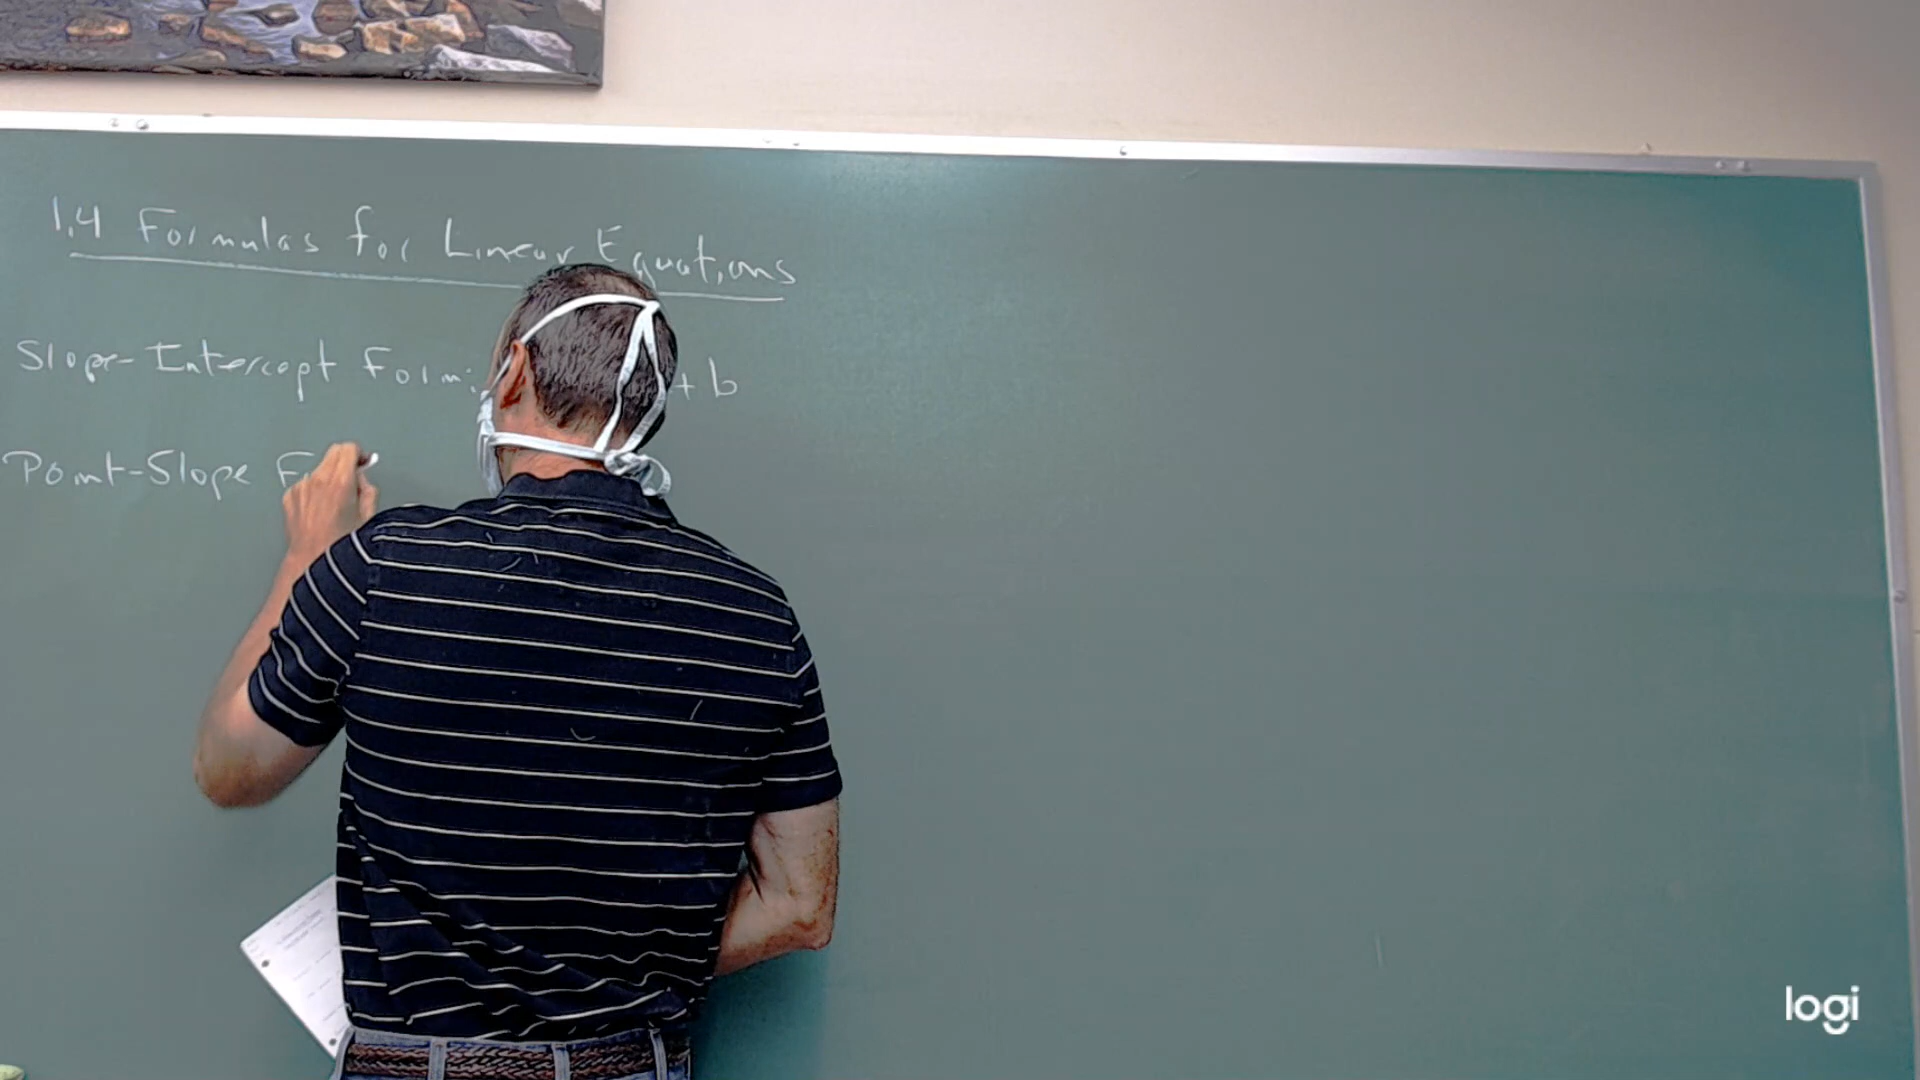 1.4 Formulas for Linear Equations
Slope-Intercept Form: + b
Point-Slope F
logi